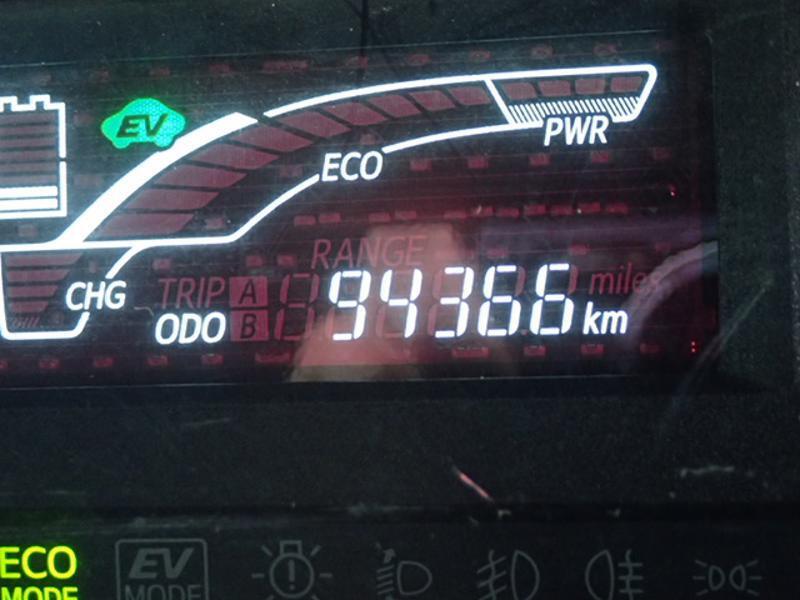 EV
PWR
ECO
RANGE
CHG
TRIP A miles
ODO B 94366 km
ECO MODE
EV MODE